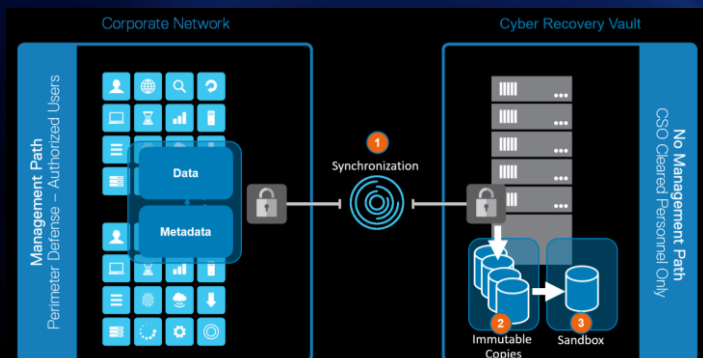 Corporate Network
Cyber Recovery Vault
Management Path
Perimeter Defense – Authorized Users
Data
Metadata
1
Synchronization
2
Immutable
Copies
3
Sandbox
No Management Path
CSO Cleared Personnel Only